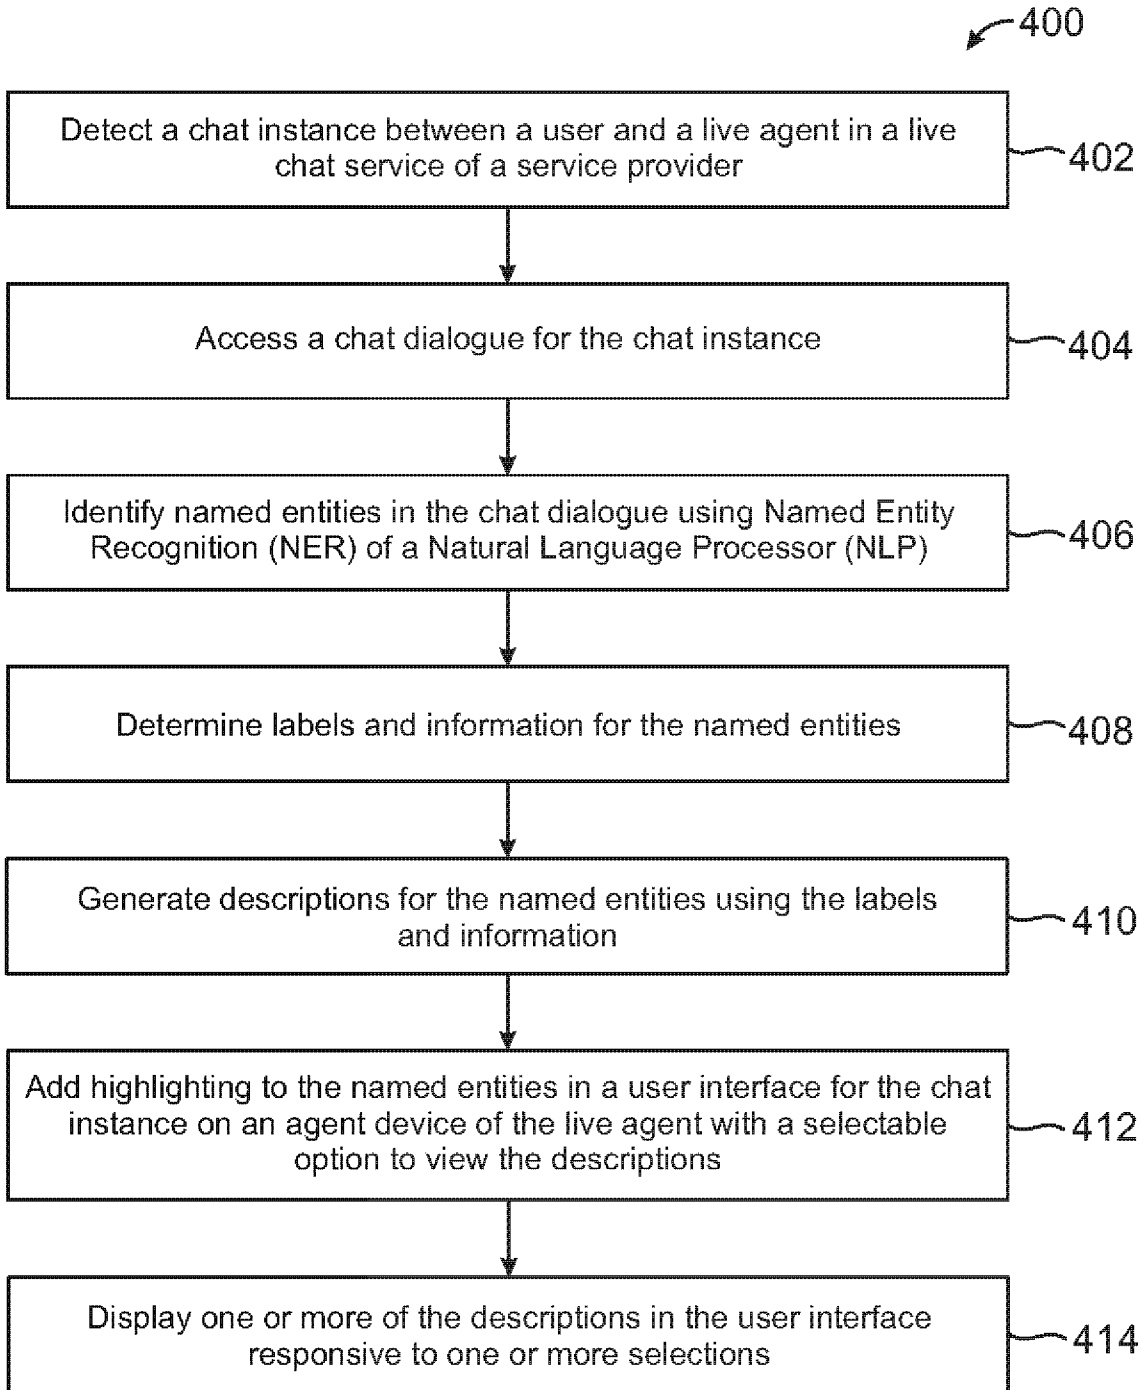 400
Detect a chat instance between a user and a live agent in a live
chat service of a service provider
402
Access a chat dialogue for the chat instance
404
Identify named entities in the chat dialogue using Named Entity
Recognition (NER) of a Natural Language Processor (NLP)
406
Determine labels and information for the named entities
408
Generate descriptions for the named entities using the labels
and information
410
Add highlighting to the named entities in a user interface for the chat
instance on an agent device of the live agent with a selectable
option to view the descriptions
412
Display one or more of the descriptions in the user interface
responsive to one or more selections
414